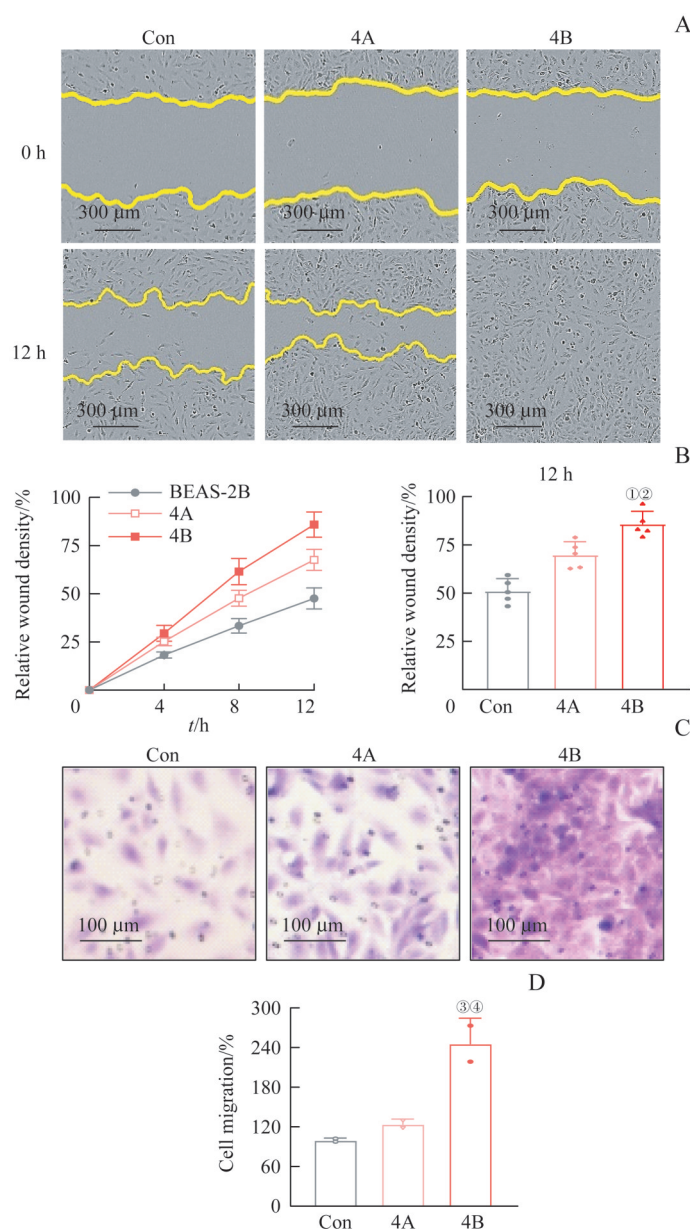 A
Con 4A 4B
0 h
300 μm 300 μm 300 μm
12 h
300 μm 300 μm 300 μm
B
Relative wound density/%
100
75
50
25
0
4 8 12
t/h
BEAS-2B
4A
4B
12 h
Relative wound density/%
100
75
50
25
0
①②
Con 4A 4B
C
Con 4A 4B
100 μm 100 μm 100 μm
D
Cell migration/%
300
240
180
120
60
0
③④
Con 4A 4B